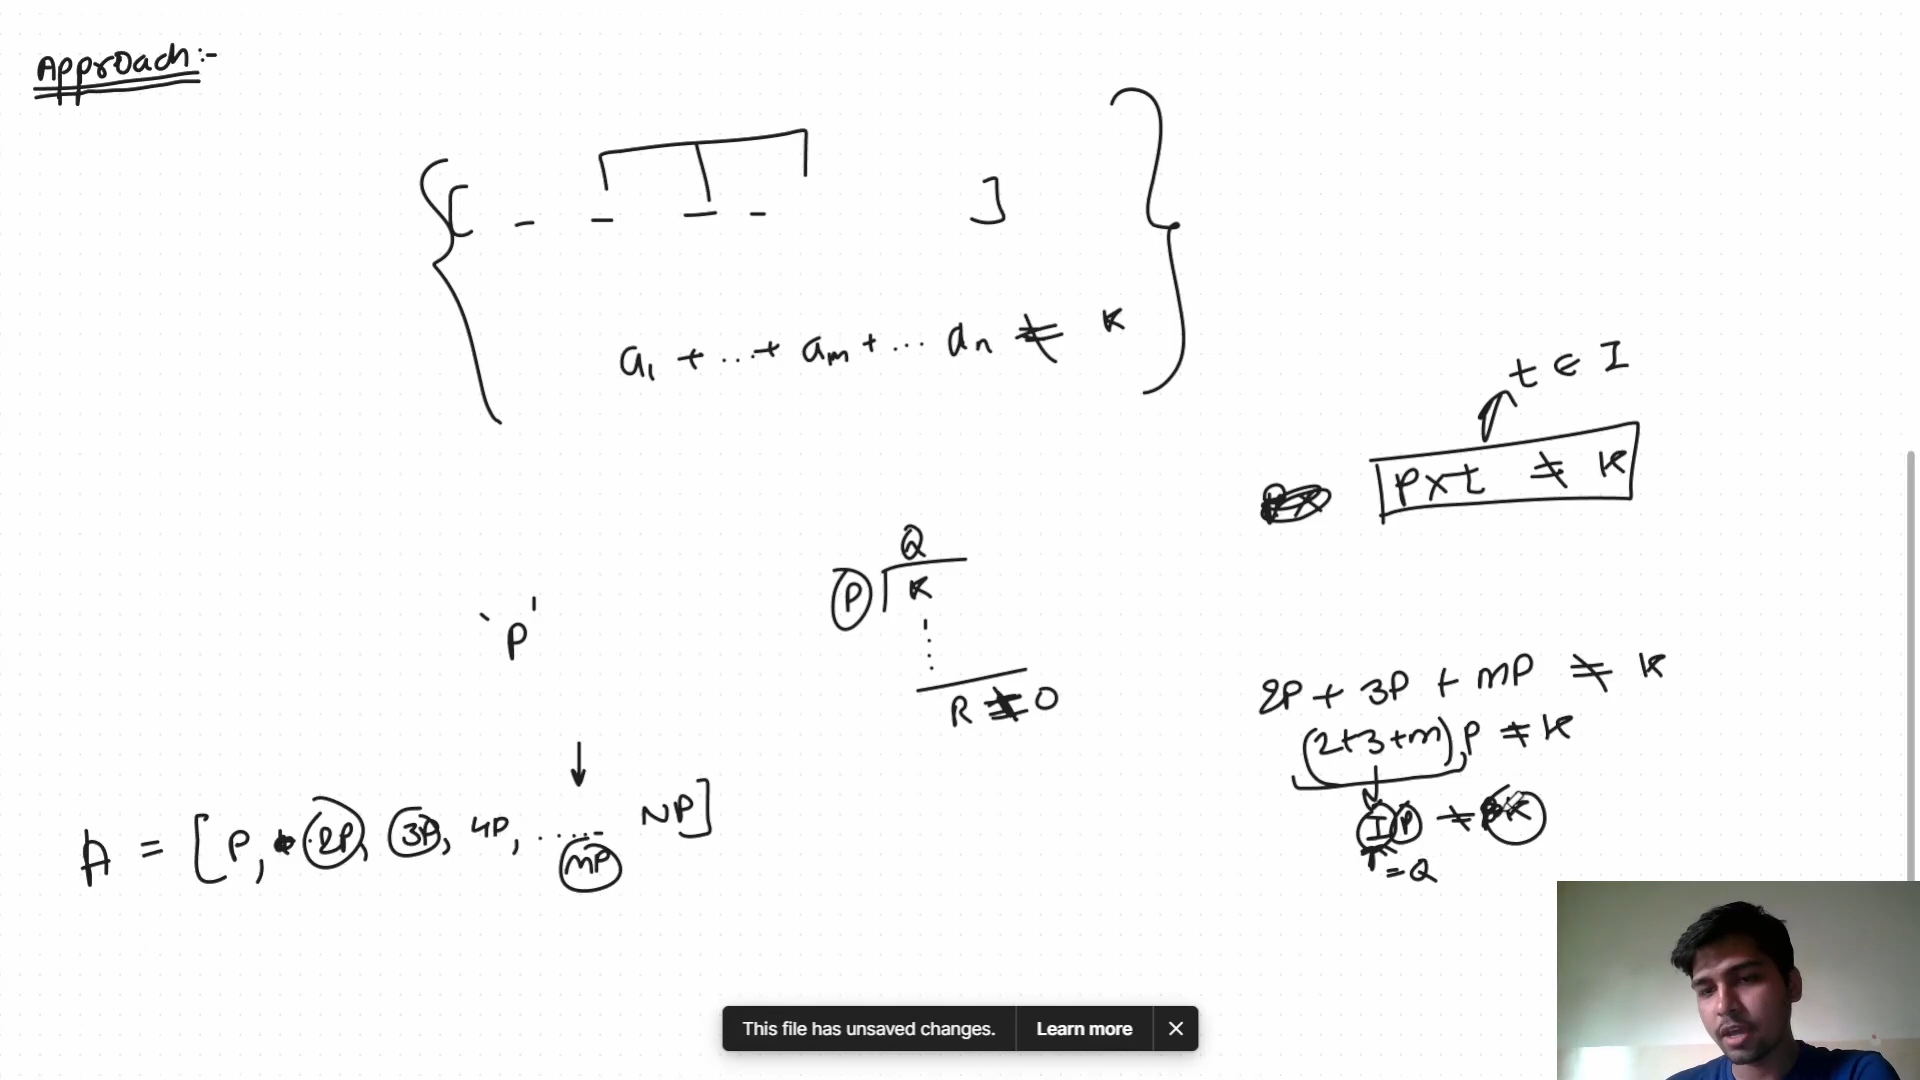 Approach :-
{ [ _ _ _ _ ] }
a₁ + ... + aₘ + ... aₙ ≠ K
t ∈ I
P×t ≠ K
Q
P K
R ≠ 0
'P'
2P + 3P + mP ≠ K
(2+3+m)P ≠ K
I P ≠ K
= Q
A = [P, 2P, 3P, 4P, ..... mP NP]
This file has unsaved changes. Learn more ×